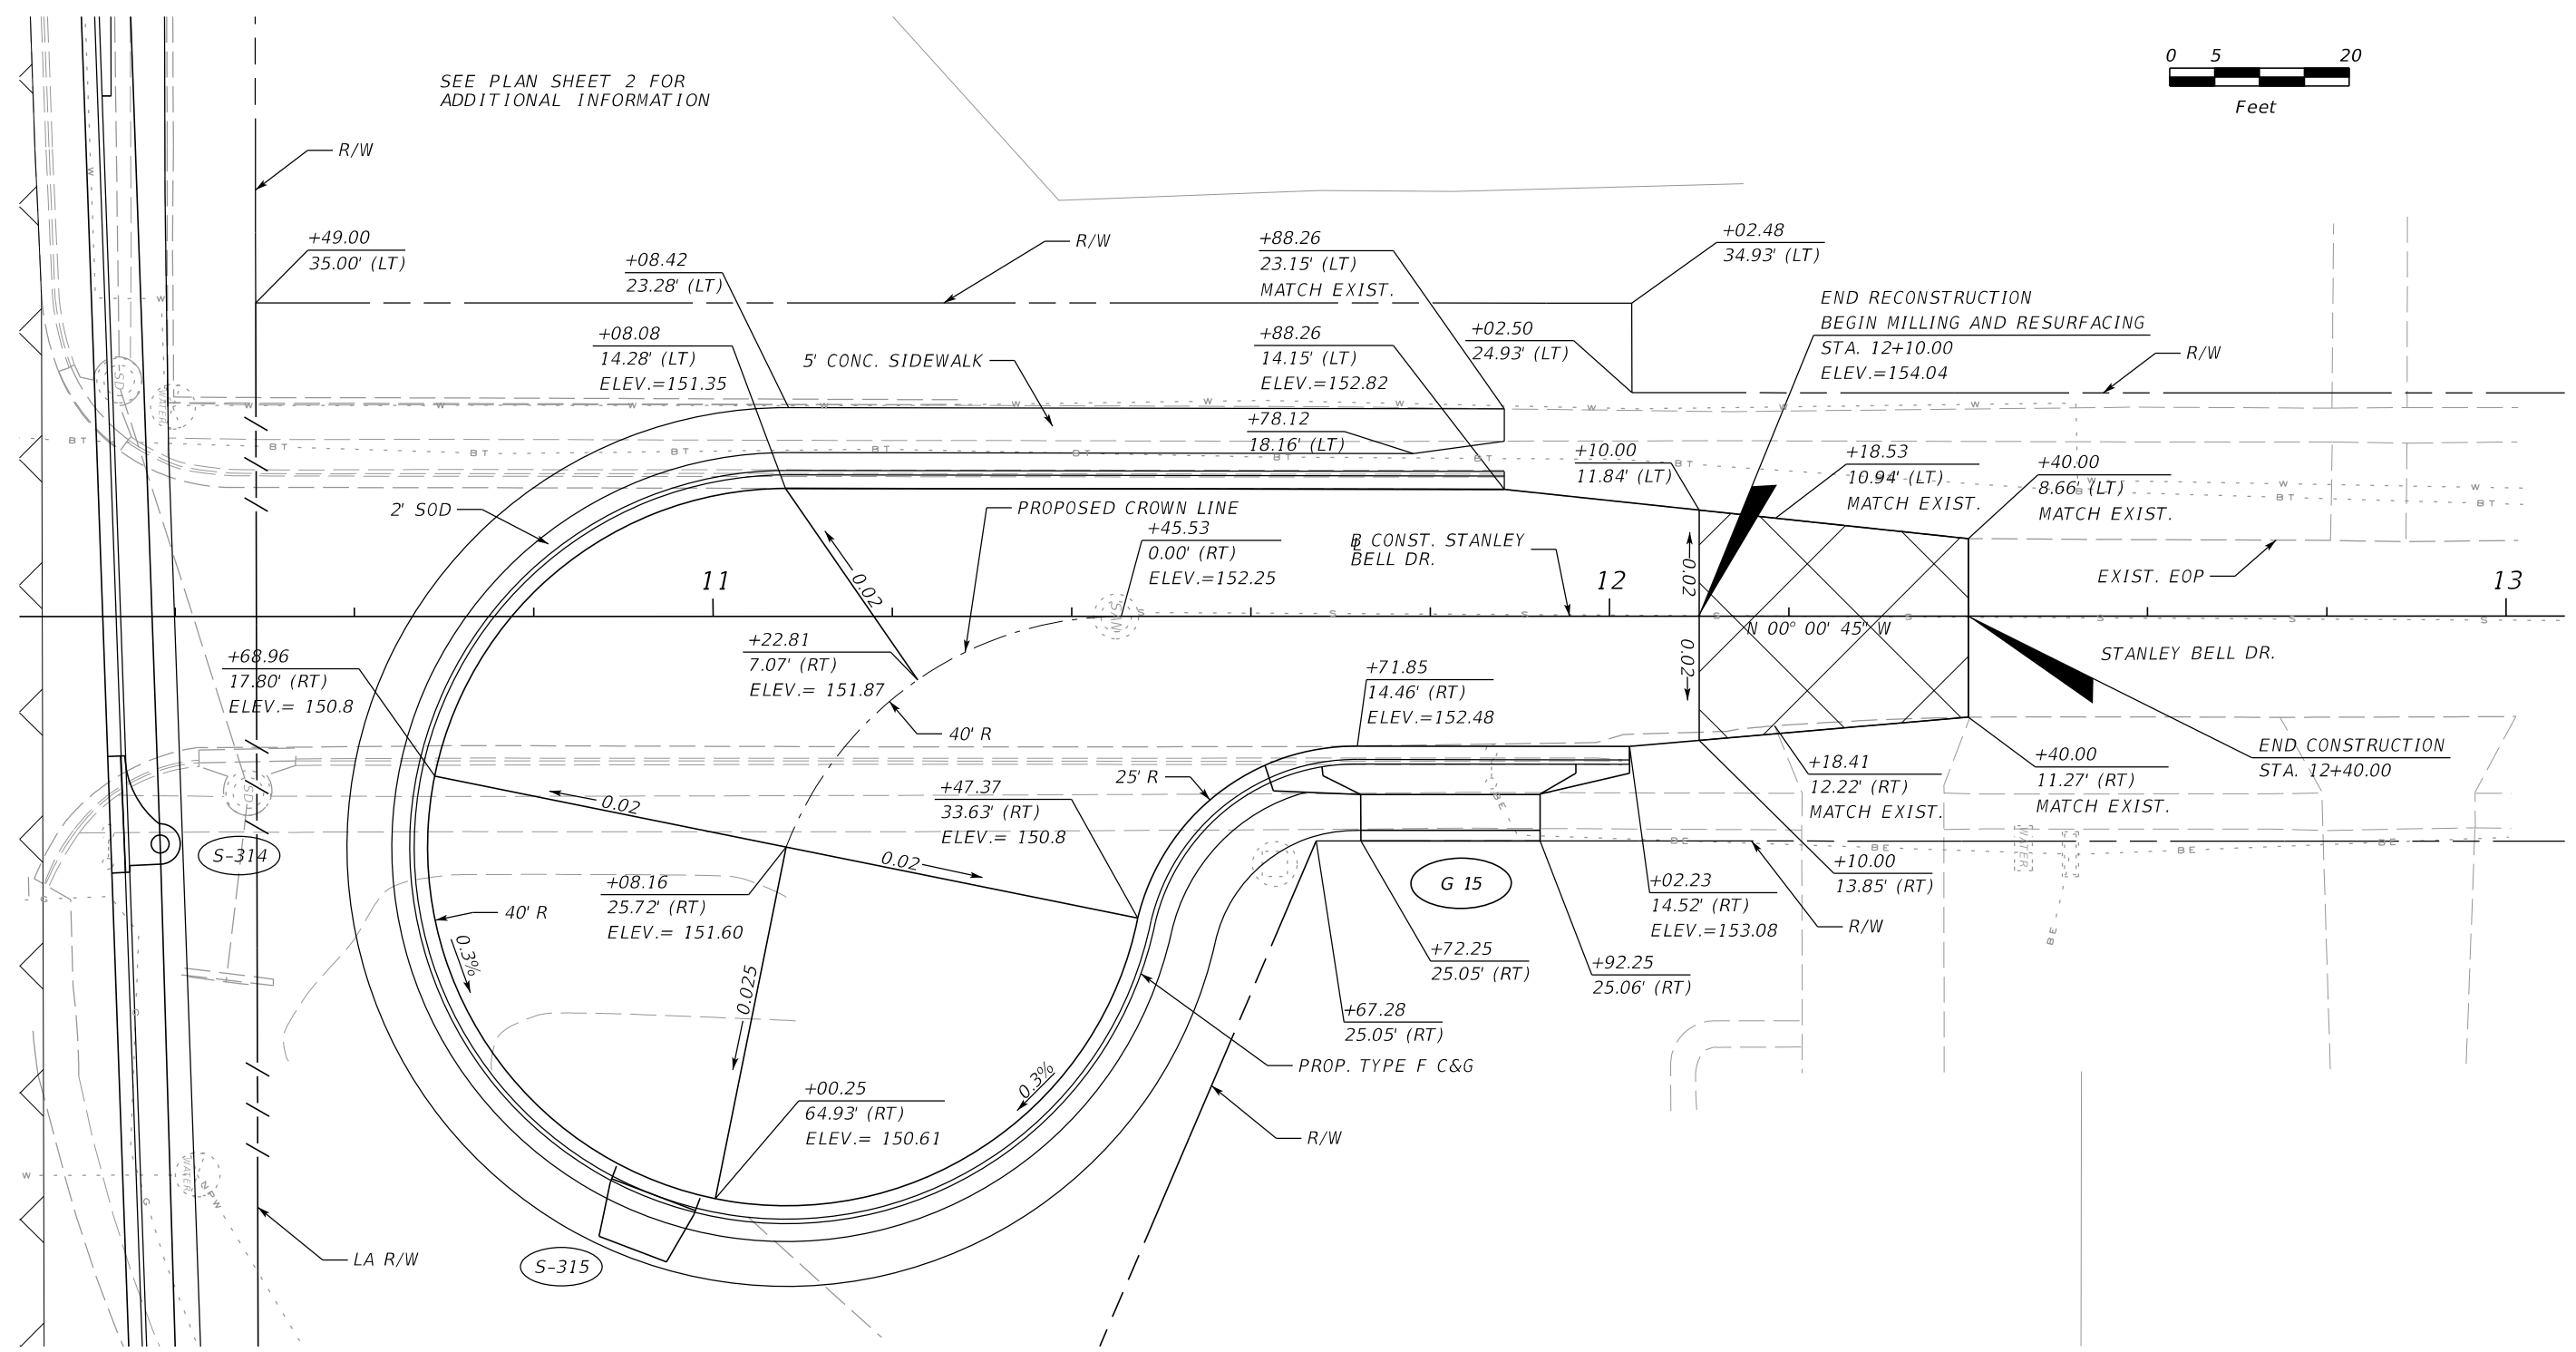 0 5 20
Feet
SEE PLAN SHEET 2 FOR
ADDITIONAL INFORMATION
R/W
+49.00
35.00' (LT)
+08.42
23.28' (LT)
R/W
+88.26
23.15' (LT)
MATCH EXIST.
+02.48
34.93' (LT)
+08.08
14.28' (LT)
ELEV.=151.35
5' CONC. SIDEWALK
+88.26
14.15' (LT)
ELEV.=152.82
+02.50
24.93' (LT)
END RECONSTRUCTION
BEGIN MILLING AND RESURFACING
STA. 12+10.00
ELEV.=154.04
R/W
+78.12
18.16' (LT)
+10.00
11.84' (LT)
+18.53
10.94' (LT)
MATCH EXIST.
+40.00
8.66' (LT)
MATCH EXIST.
2' SOD
PROPOSED CROWN LINE
+45.53
0.00' (RT)
ELEV.=152.25
B CONST. STANLEY
BELL DR.
EXIST. EOP
11
12
13
0.02
0.02
0.02
SAN
N 00° 00' 45" W
STANLEY BELL DR.
+22.81
7.07' (RT)
ELEV.= 151.87
+68.96
17.80' (RT)
ELEV.= 150.8
+71.85
14.46' (RT)
ELEV.=152.48
40' R
25' R
END CONSTRUCTION
STA. 12+40.00
+18.41
12.22' (RT)
MATCH EXIST.
+40.00
11.27' (RT)
MATCH EXIST.
0.02
+47.37
33.63' (RT)
ELEV.= 150.8
0.02
S-314
G 15
+10.00
13.85' (RT)
R/W
+08.16
25.72' (RT)
ELEV.= 151.60
40' R
0.3%
+02.23
14.52' (RT)
ELEV.=153.08
+72.25
25.05' (RT)
+92.25
25.06' (RT)
0.025
+67.28
25.05' (RT)
PROP. TYPE F C&G
0.3%
+00.25
64.93' (RT)
ELEV.= 150.61
R/W
LA R/W
S-315
SD
WATER
SD
WATER
WATER
NPW
W
BT
BE
S
G